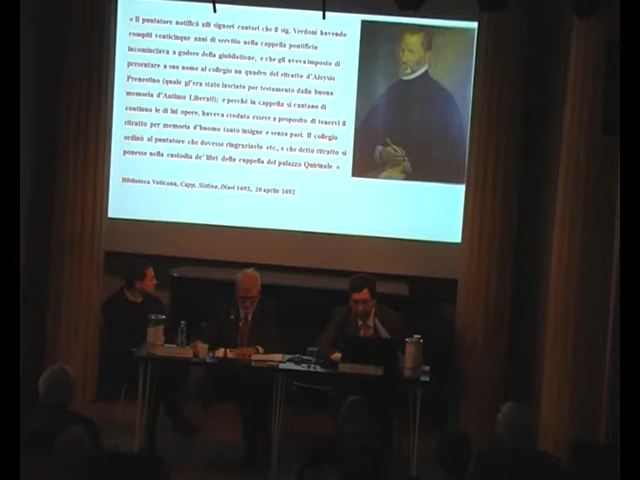 « Il puntatore notificò alli signori cantori che il sig. Verdoni havendo
compiti venticinque anni di servitio nella cappella pontificia
incominciava a godere della giubilatione, e che gli aveva imposto di
presentare a suo nome al collegio un quadro del ritratto d'Aloysio
Prenestino (quale gl'era stato lasciato per testamento dalla buona
memoria d'Antimo Liberati); e perché in cappella si cantano di
continuo le di lui opere, haveva creduto essere a proposito di tenervi il
ritratto per memoria d'huomo tanto insigne e senza pari. Il collegio
ordinò al puntatore che dovesse ringraziarlo etc., e che detto ritratto si
ponesse nella custodia de' libri della cappella del palazzo Quirinale »
Biblioteca Vaticana, Capp. Sistina, Diari 1692, 20 aprile 1692